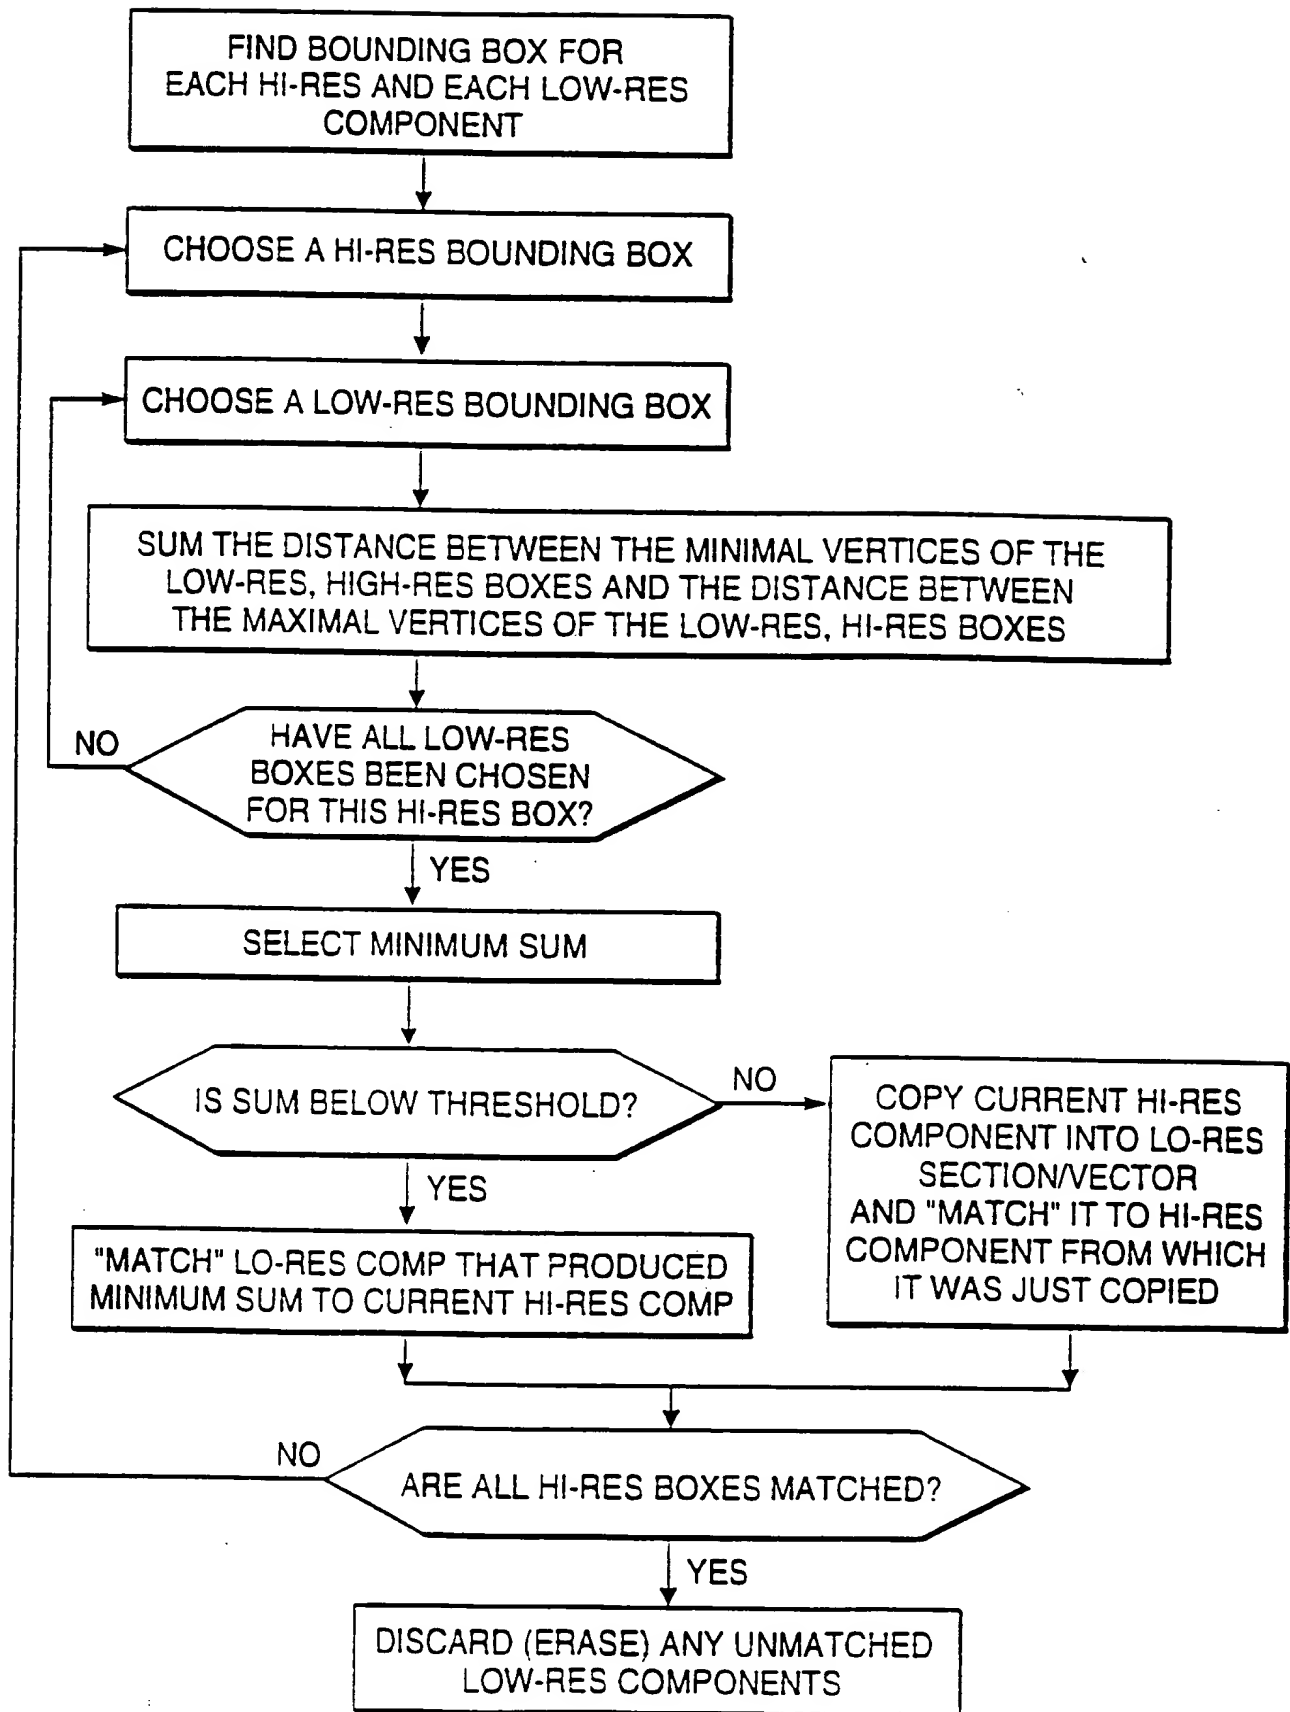 FIND BOUNDING BOX FOR
EACH HI-RES AND EACH LOW-RES
COMPONENT
CHOOSE A HI-RES BOUNDING BOX
CHOOSE A LOW-RES BOUNDING BOX
SUM THE DISTANCE BETWEEN THE MINIMAL VERTICES OF THE
LOW-RES, HIGH-RES BOXES AND THE DISTANCE BETWEEN
THE MAXIMAL VERTICES OF THE LOW-RES, HI-RES BOXES
NO
HAVE ALL LOW-RES
BOXES BEEN CHOSEN
FOR THIS HI-RES BOX?
YES
SELECT MINIMUM SUM
IS SUM BELOW THRESHOLD?
NO
YES
COPY CURRENT HI-RES
COMPONENT INTO LO-RES
SECTION/VECTOR
AND "MATCH" IT TO HI-RES
COMPONENT FROM WHICH
IT WAS JUST COPIED
"MATCH" LO-RES COMP THAT PRODUCED
MINIMUM SUM TO CURRENT HI-RES COMP
NO
ARE ALL HI-RES BOXES MATCHED?
YES
DISCARD (ERASE) ANY UNMATCHED
LOW-RES COMPONENTS